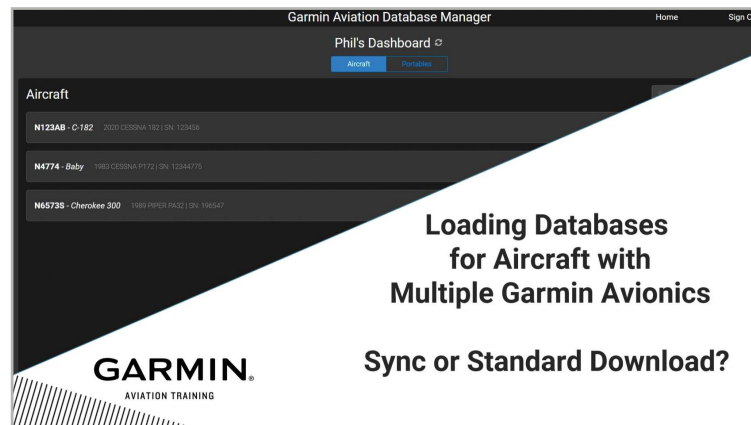 Garmin Aviation Database Manager
Home
Sign O
Phil's Dashboard
Aircraft
Portables
Aircraft
N123AB - C-182 2020 CESSNA 182 | SN: 123456
N4774 - Baby 1983 CESSNA P172 | SN: 12344775
N6573S - Cherokee 300 1989 PIPER PA32 | SN: 196547
Loading Databases
for Aircraft with
Multiple Garmin Avionics
Sync or Standard Download?
GARMIN®
AVIATION TRAINING